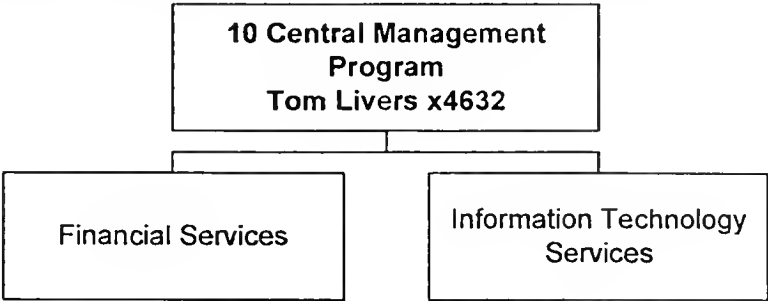 10 Central Management
Program
Tom Livers x4632
Financial Services
Information Technology
Services